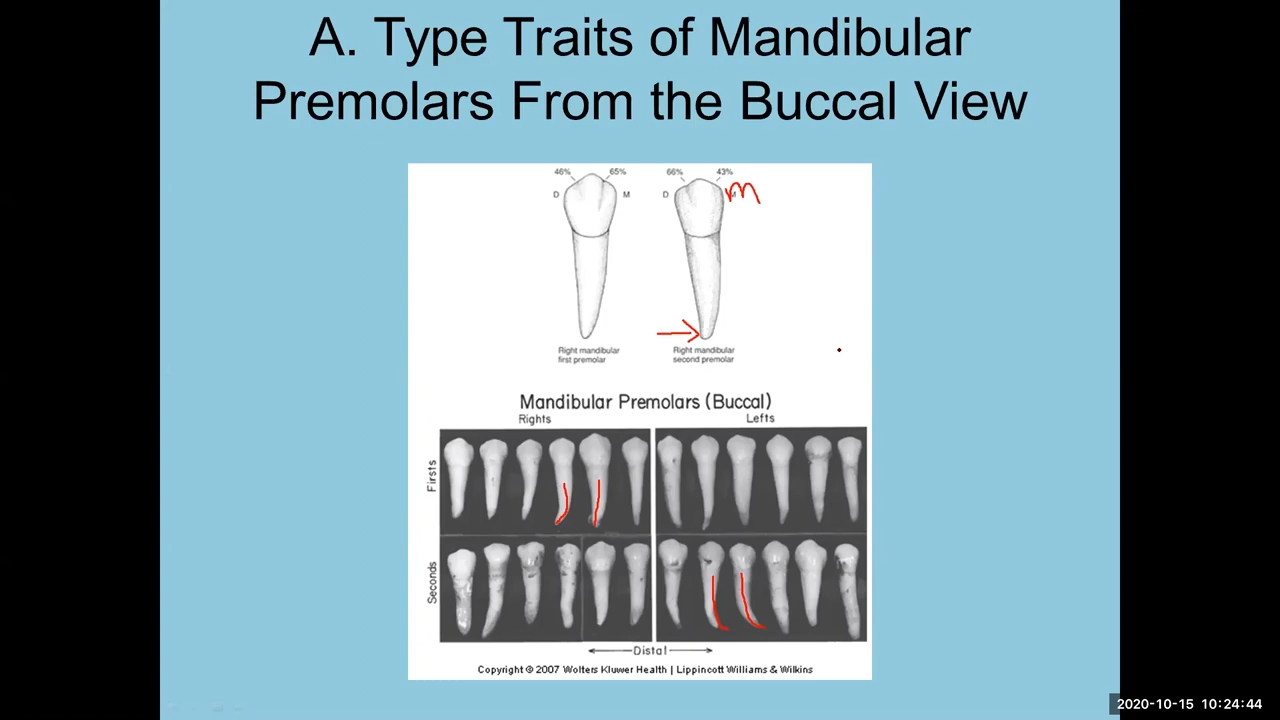 A. Type Traits of Mandibular
Premolars From the Buccal View
46% 65% 66% 43%
D M D m
Right mandibular
first premolar
Right mandibular
second premolar
Mandibular Premolars (Buccal)
Rights Lefts
Firsts
Seconds
Distal
Copyright © 2007 Wolters Kluwer Health | Lippincott Williams & Wilkins
2020-10-15 10:24:44